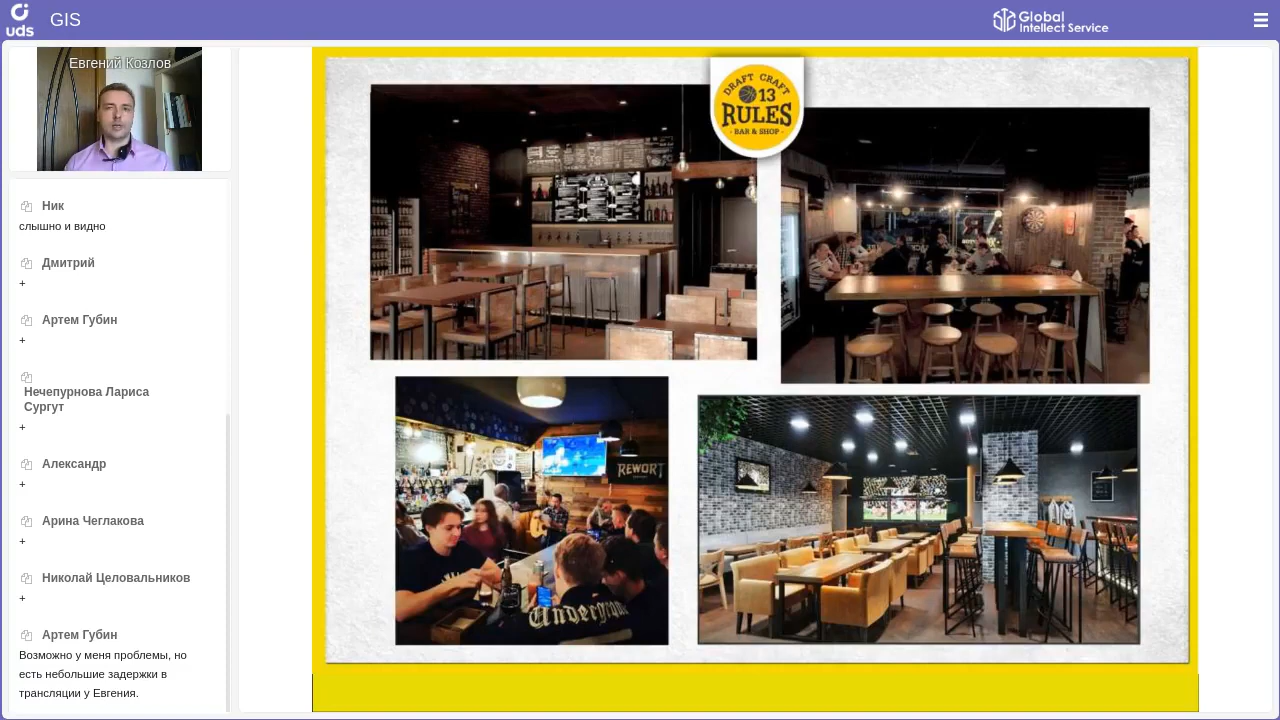 uds
GIS
Global
Intellect Service
Евгений Козлов
Ник
слышно и видно
Дмитрий
+
Артем Губин
+
Нечепурнова Лариса
Сургут
+
Александр
+
Арина Чеглакова
+
Николай Целовальников
+
Артем Губин
Возможно у меня проблемы, но
есть небольшие задержки в
трансляции у Евгения.
DRAFT CRAFT
13
RULES
- BAR & SHOP -
REWORT
Undergroun